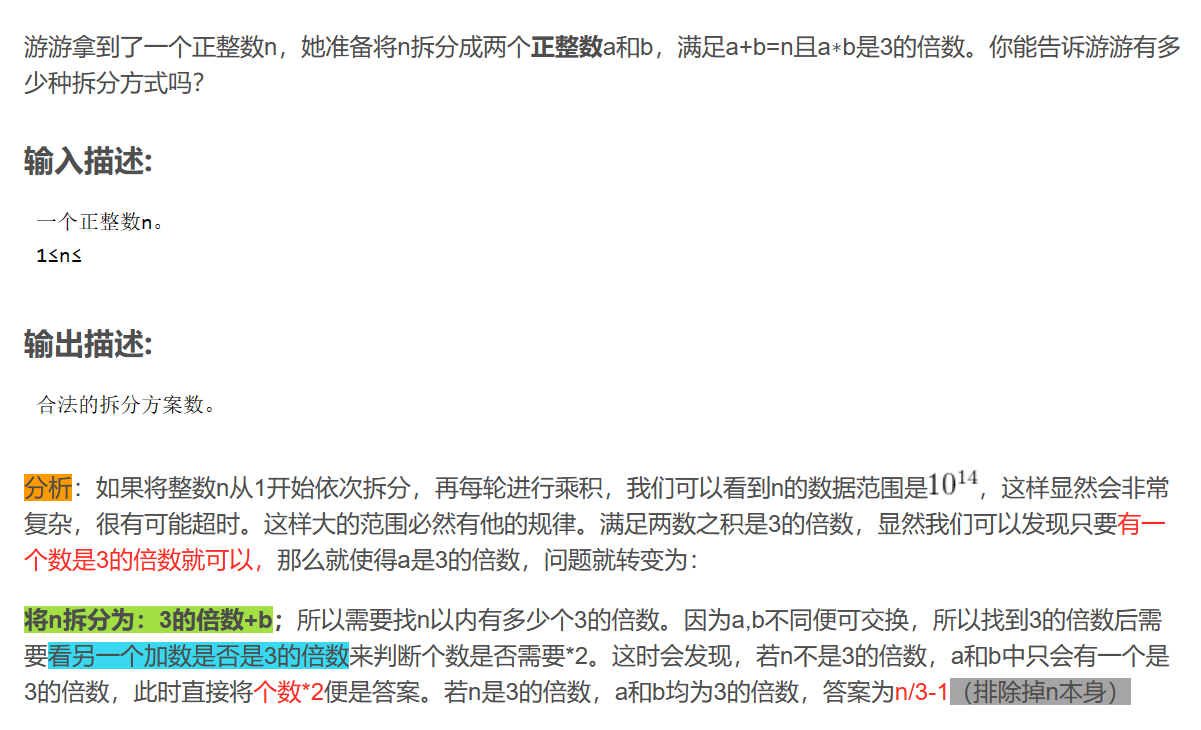 游游拿到了一个正整数n，她准备将n拆分成两个正整数a和b，满足a+b=n且a*b是3的倍数。你能告诉游游有多
少种拆分方式吗？
输入描述:
一个正整数n。
1≤n≤
输出描述:
合法的拆分方案数。
分析：如果将整数n从1开始依次拆分，再每轮进行乘积，我们可以看到n的数据范围是10^14，这样显然会非常
复杂，很有可能超时。这样大的范围必然有他的规律。满足两数之积是3的倍数，显然我们可以发现只要有一
个数是3的倍数就可以，那么就使得a是3的倍数，问题就转变为：
将n拆分为：3的倍数+b；所以需要找n以内有多少个3的倍数。因为a,b不同便可交换，所以找到3的倍数后需
要看另一个加数是否是3的倍数来判断个数是否需要*2。这时会发现，若n不是3的倍数，a和b中只会有一个是
3的倍数，此时直接将个数*2便是答案。若n是3的倍数，a和b均为3的倍数，答案为n/3-1（排除掉n本身）